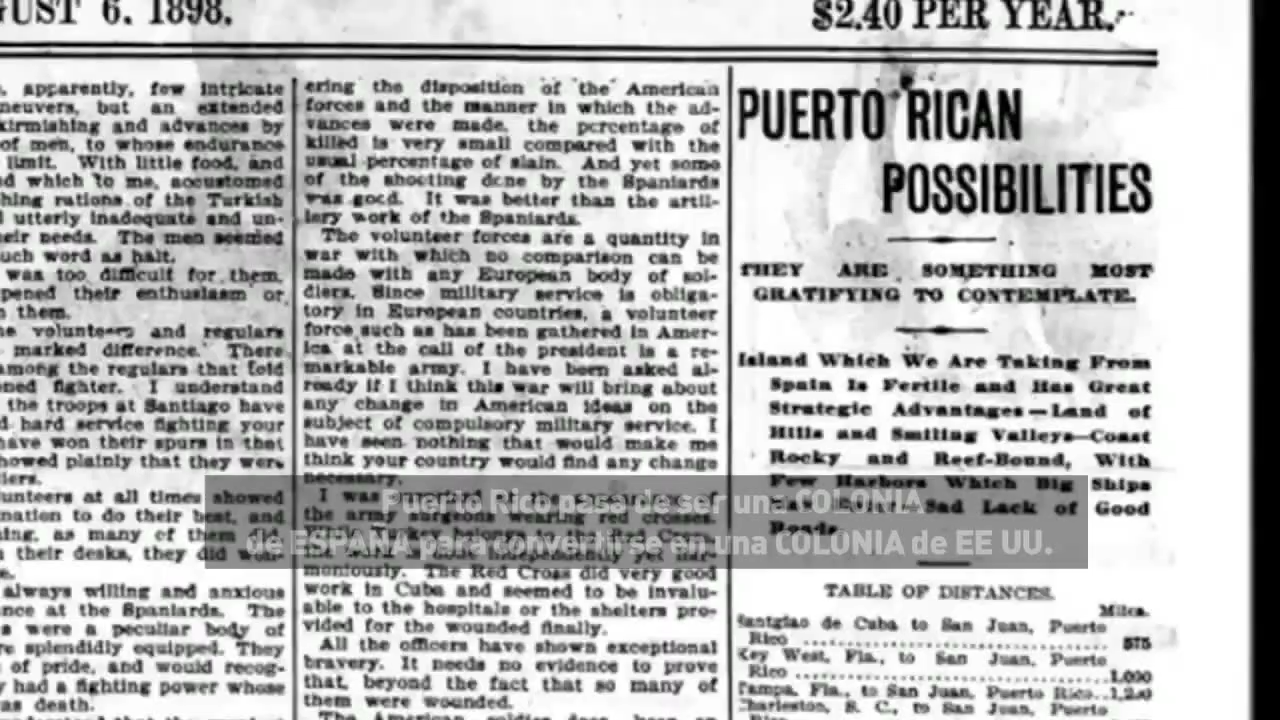 UST 6, 1898.
$2.40 PER YEAR.
apparently, few intricate
neuvers, but an extended
kirmishing and advances by
of men, to whose endurance
limit. With little food, and
d which to me, accustomed
hing rations of the Turkish
utterly inadequate and un-
eir needs. The men seemed
uch word as halt.
was too difficult for them,
pened their enthusiasm or
them.
e volunteers and regulars
marked difference. There
among the regulars that told
ned fighter. I understand
the troops at Santiago have
d hard service fighting your
have won their spurs in that
howed plainly that they were
iers.
unteers at all times showed
nation to do their best, and
ing, as many of them
their desks, they did
always willing and anxious
nce at the Spaniards. The
s were a peculiar body of
re splendidly equipped. They
of pride, and would recog-
y had a fighting power whose
as death.
ering the disposition of the American
forces and the manner in which the ad-
vances were made, the percentage of
killed is very small compared with the
usual percentage of slain. And yet some
of the shooting done by the Spaniards
was good. It was better than the artil-
lery work of the Spaniards.
The volunteer forces are a quantity in
war with which no comparison can be
made with any European body of sol-
diers. Since military service is obliga-
tory in European countries, a volunteer
force such as has been gathered in Amer-
ica at the call of the president is a re-
markable army. I have been asked al-
ready if I think this war will bring about
any change in American ideas on the
subject of compulsory military service. I
have seen nothing that would make me
think your country would find any change
necessary.
I was
the army surgeons wearing red crosses.
moniously. The Red Cross did very good
work in Cuba and seemed to be invalu-
able to the hospitals or the shelters pro-
vided for the wounded finally.
All the officers have shown exceptional
bravery. It needs no evidence to prove
that, beyond the fact that so many of
them were wounded.
The American soldier
PUERTO RICAN
POSSIBILITIES
THEY ARE SOMETHING MOST
GRATIFYING TO CONTEMPLATE.
Island Which We Are Taking From
Spain Is Fertile and Has Great
Strategic Advantages—Land of
Hills and Smiling Valleys—Coast
Rocky and Reef-Bound, With
Few Harbors Which Big Ships
Can Enter—Sad Lack of Good
Roads.
TABLE OF DISTANCES.
Miles.
Santgiao de Cuba to San Juan, Puerto
Rico 575
Key West, Fla., to San Juan, Puerto
Rico 1,000
Tampa, Fla., to San Juan, Puerto Rico
Charleston, S. C., to San Juan, Puerto
Rico
Puerto Rico pasa de ser una COLONIA
de ESPAÑA para convertirse en una COLONIA de EE UU.